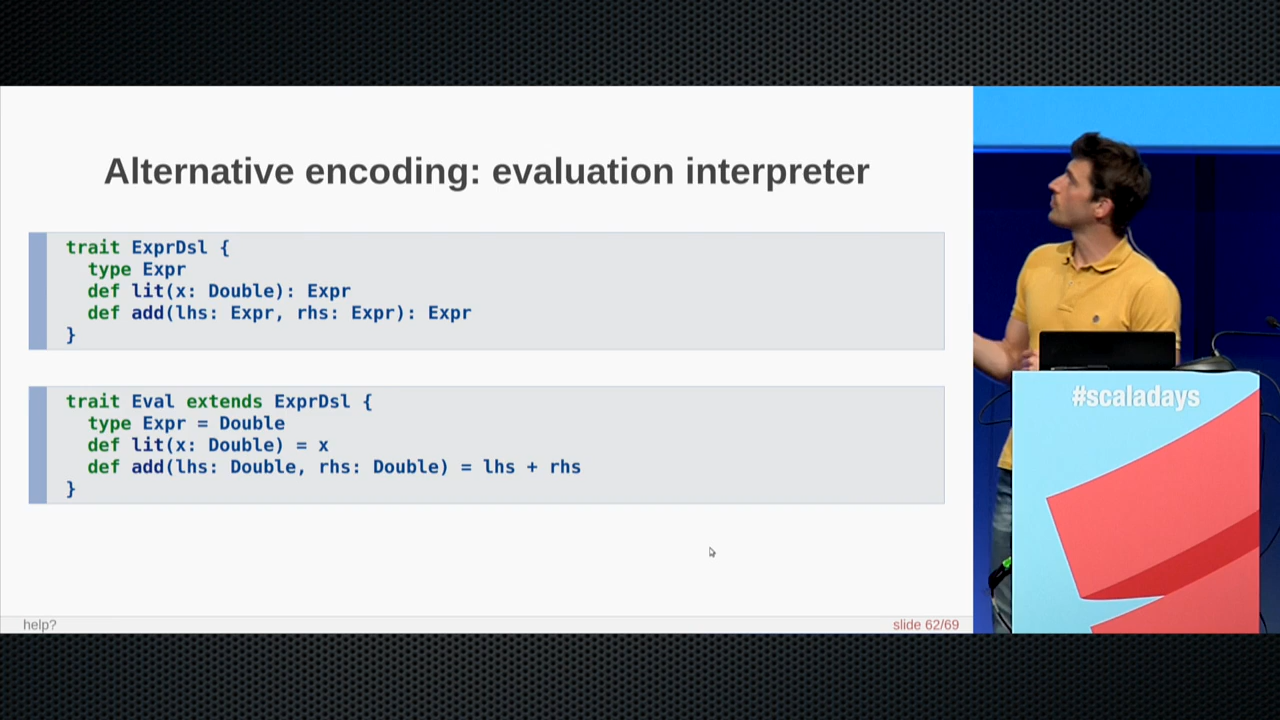 Alternative encoding: evaluation interpreter
trait ExprDsl {
  type Expr
  def lit(x: Double): Expr
  def add(lhs: Expr, rhs: Expr): Expr
}
trait Eval extends ExprDsl {
  type Expr = Double
  def lit(x: Double) = x
  def add(lhs: Double, rhs: Double) = lhs + rhs
}
help?
slide 62/69
#scaladays